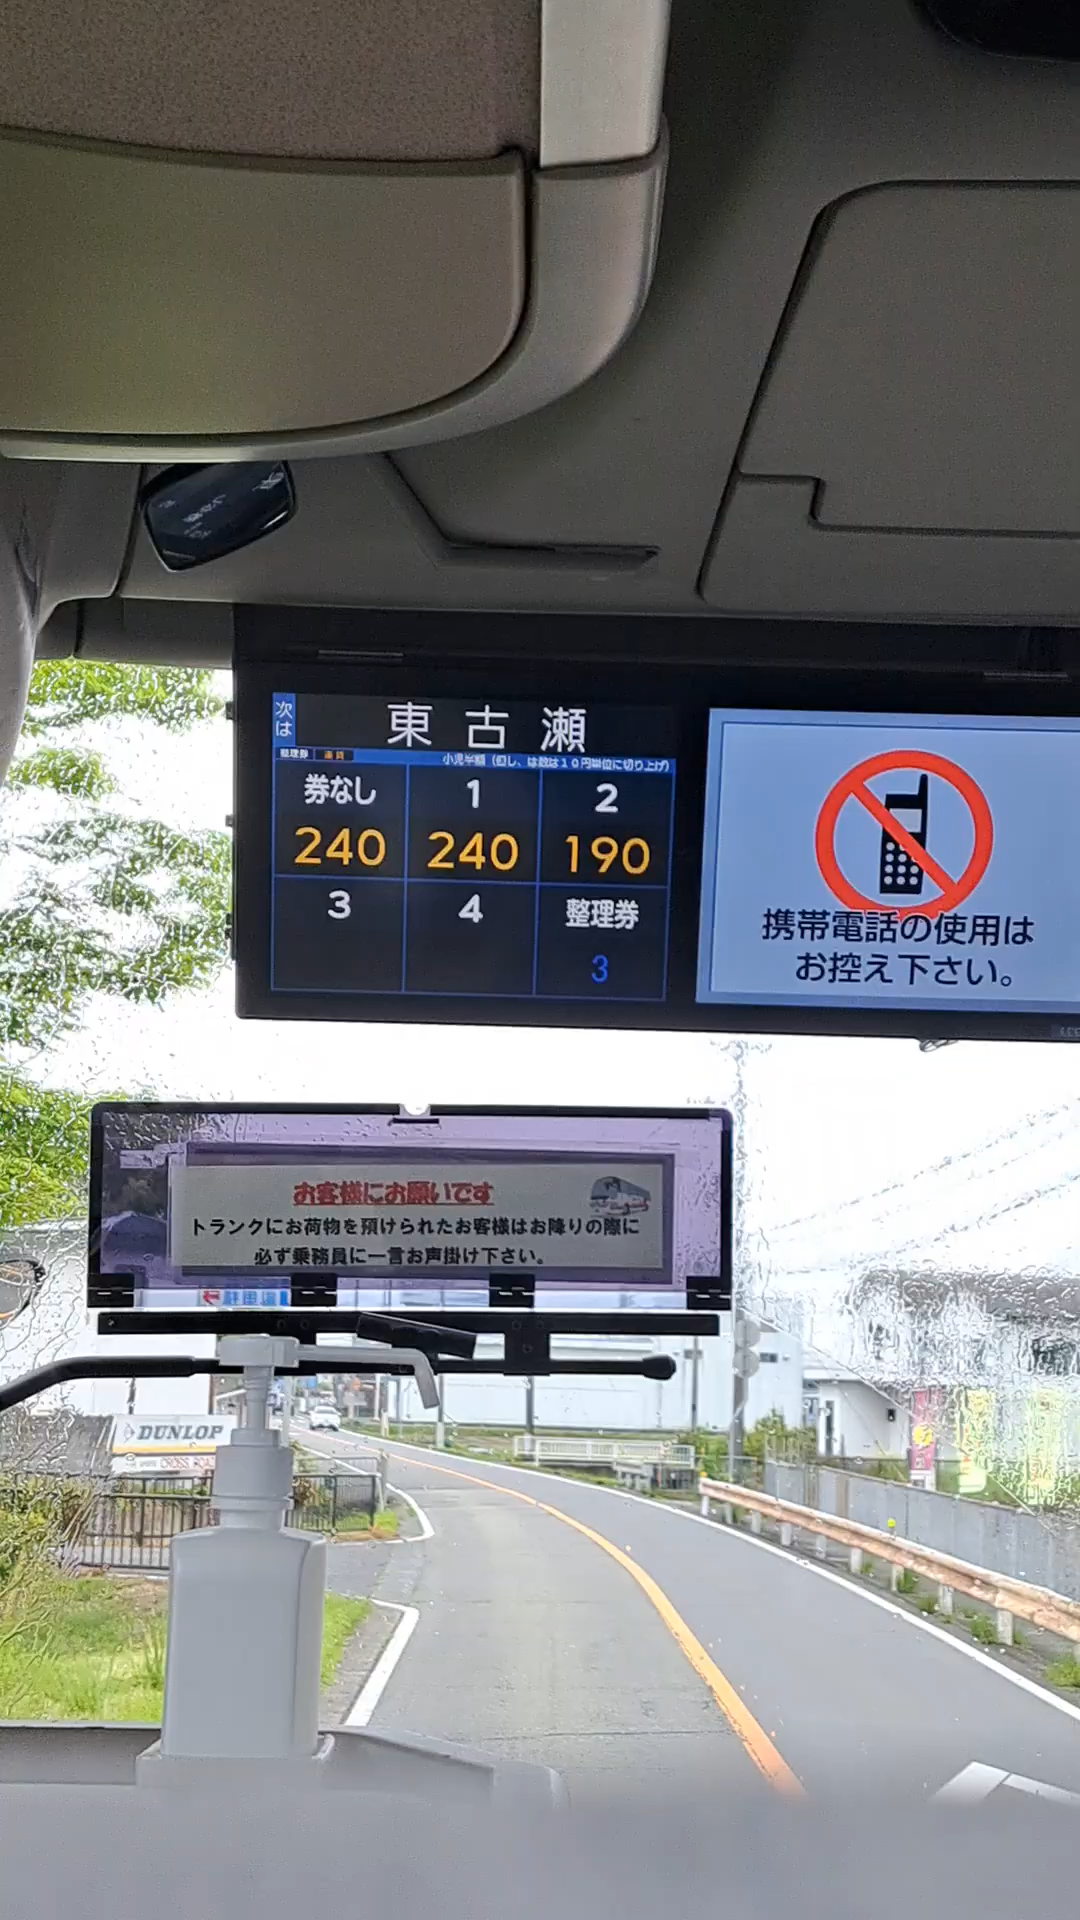 次は
東古瀬
整理券 運賃 小児半額（但し、は数は１０円単位に切り上げ）
券なし 1 2
240 240 190
3 4 整理券
3
携帯電話の使用は
お控え下さい。
お客様にお願いです
トランクにお荷物を預けられたお客様はお降りの際に
必ず乗務員に一言お声掛け下さい。
DUNLOP